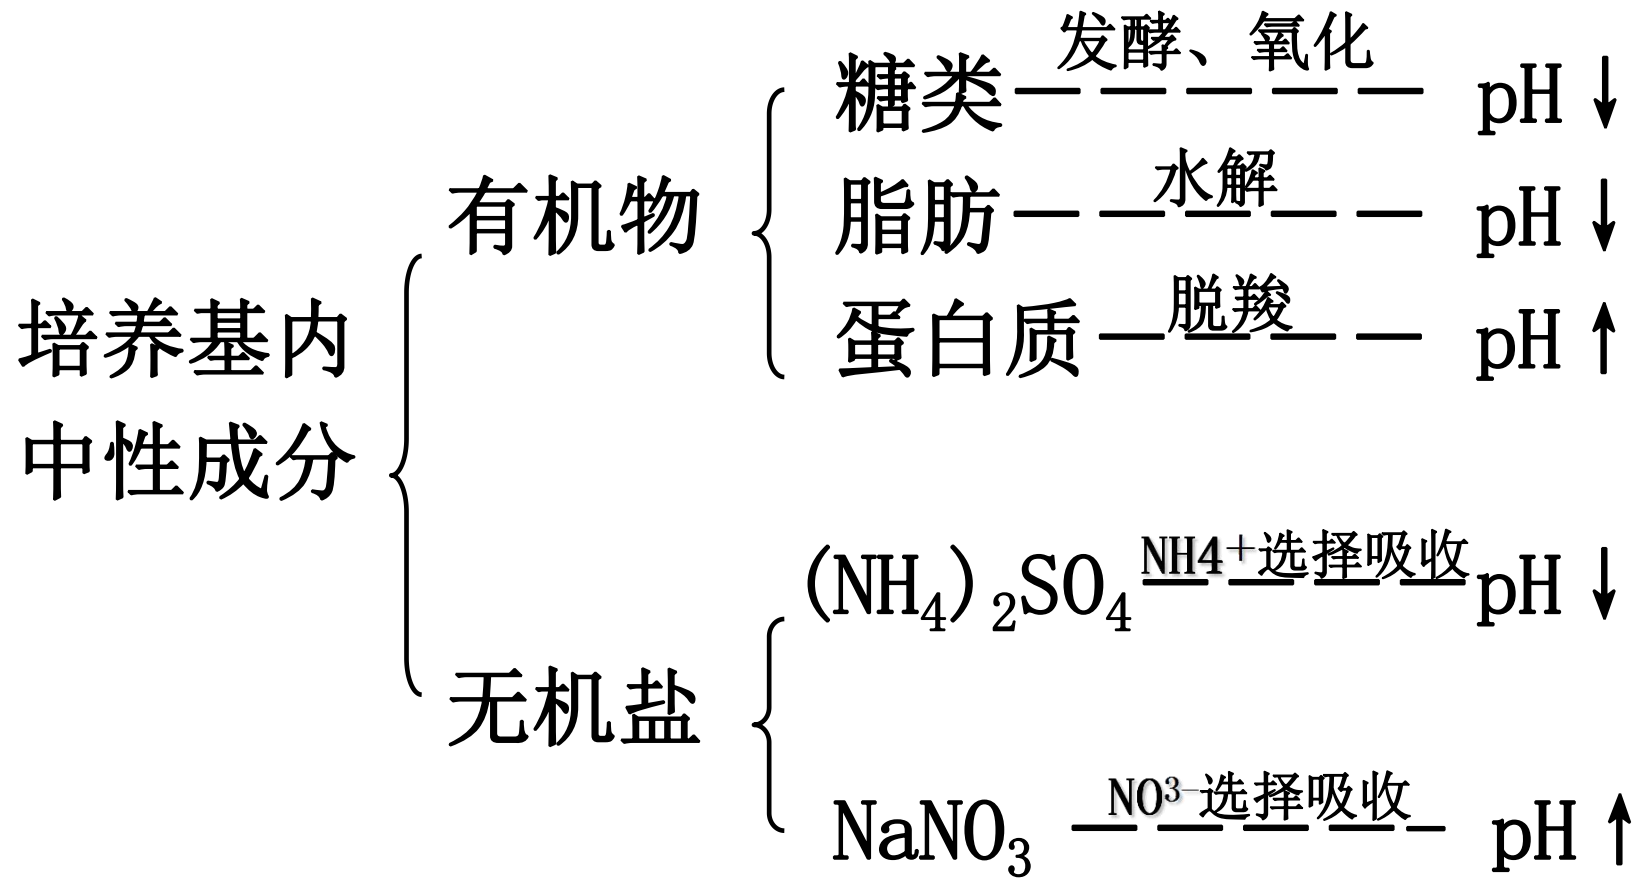 发酵、氧化
糖类 pH ↓
有机物
水解
脂肪 pH ↓
脱羧
蛋白质 pH ↑
培养基内
中性成分
NH4+选择吸收
(NH₄)₂SO₄ pH ↓
无机盐
NO³⁻选择吸收
NaNO₃ pH ↑